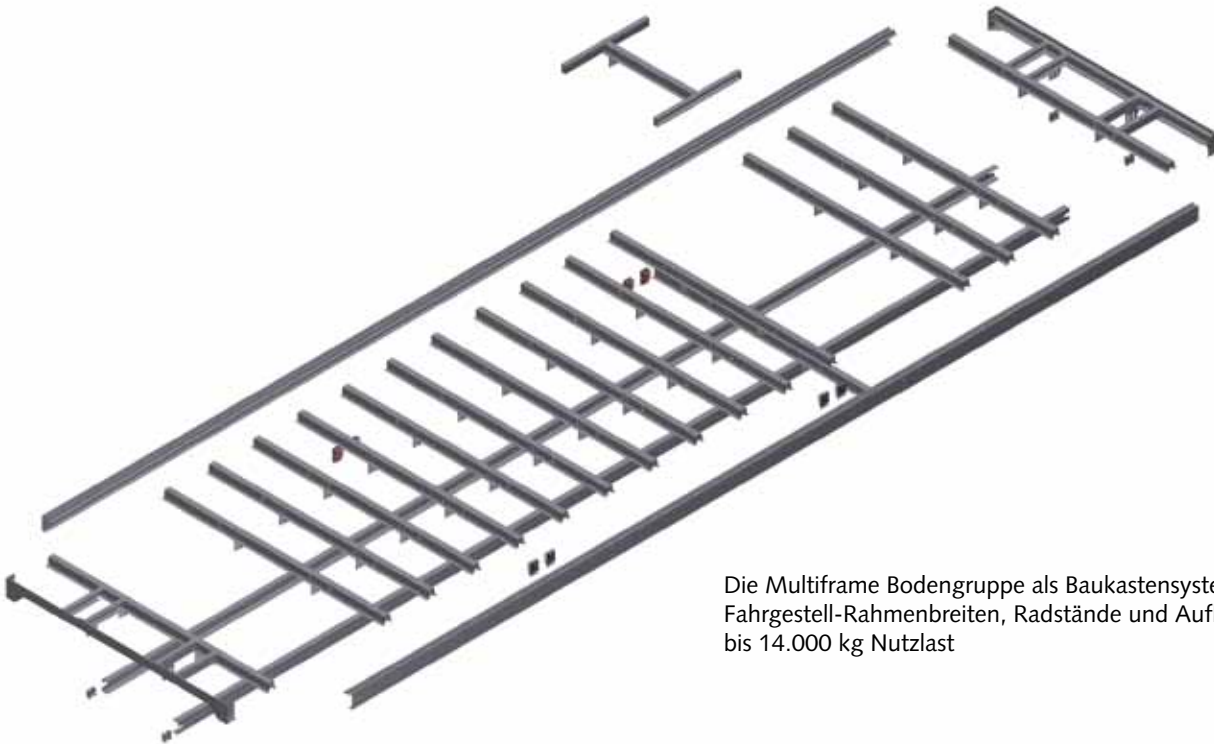 Die Multiframe Bodengruppe als Baukastensyste
Fahrgestell-Rahmenbreiten, Radstände und Auf
bis 14.000 kg Nutzlast